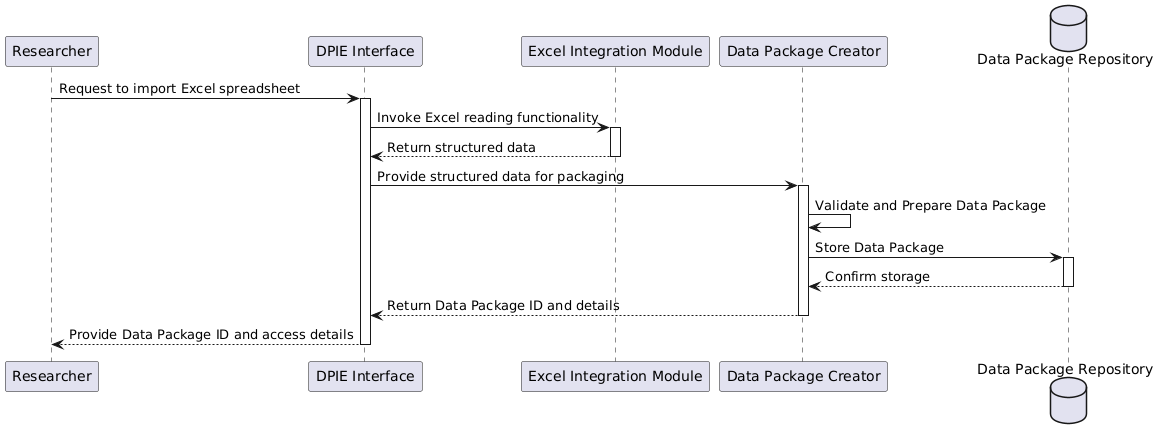 Researcher
DPIE Interface
Excel Integration Module
Data Package Creator
Data Package Repository
Request to import Excel spreadsheet
Invoke Excel reading functionality
Return structured data
Provide structured data for packaging
Validate and Prepare Data Package
Store Data Package
Confirm storage
Return Data Package ID and details
Provide Data Package ID and access details
Researcher
DPIE Interface
Excel Integration Module
Data Package Creator
Data Package Repository